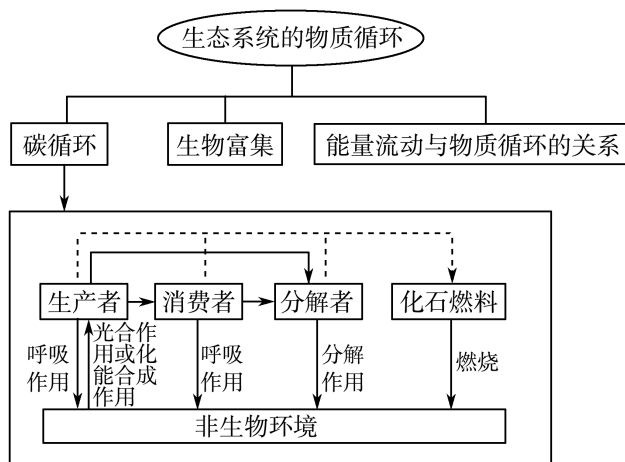 生态系统的物质循环
碳循环
生物富集
能量流动与物质循环的关系
生产者
消费者
分解者
化石燃料
呼吸
作用
光合作
用或化
能合成
作用
呼吸
作用
分解
作用
燃烧
非生物环境